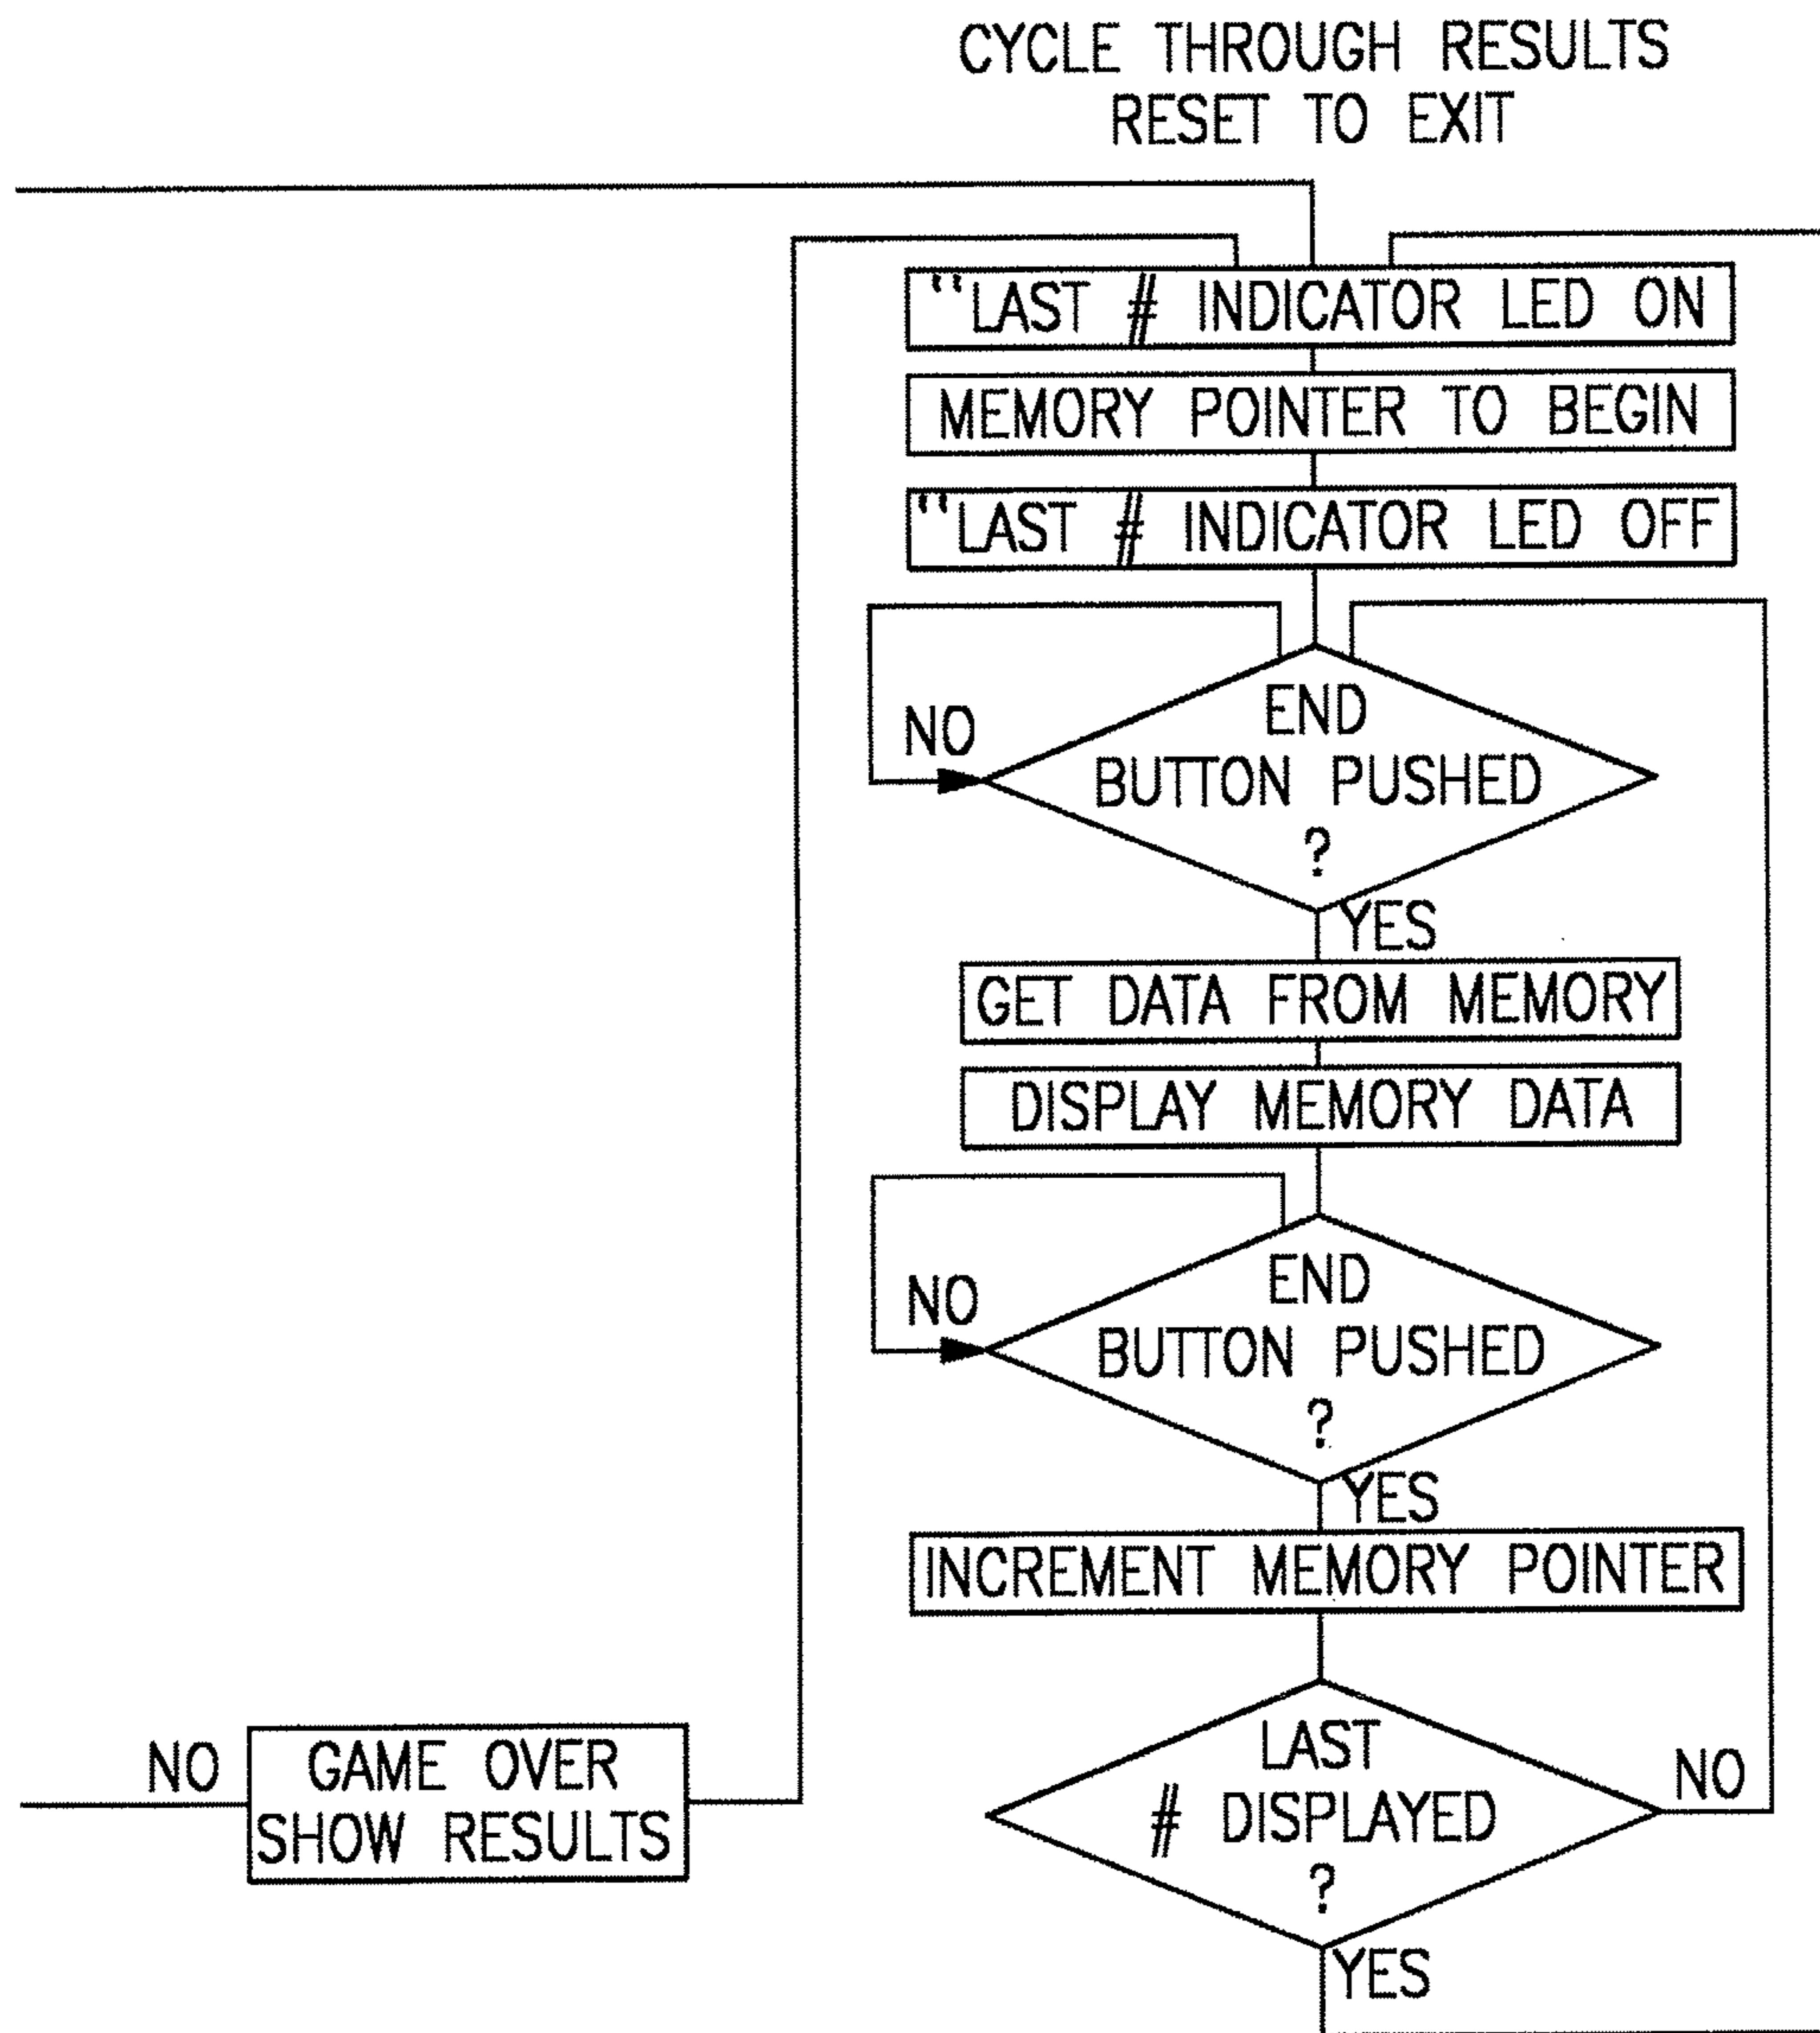 CYCLE THROUGH RESULTS
RESET TO EXIT
"LAST # INDICATOR LED ON
MEMORY POINTER TO BEGIN
"LAST # INDICATOR LED OFF
END
NO
BUTTON PUSHED
?
YES
GET DATA FROM MEMORY
DISPLAY MEMORY DATA
END
NO
BUTTON PUSHED
?
YES
INCREMENT MEMORY POINTER
LAST
# DISPLAYED
?
NO
YES
NO
GAME OVER
SHOW RESULTS